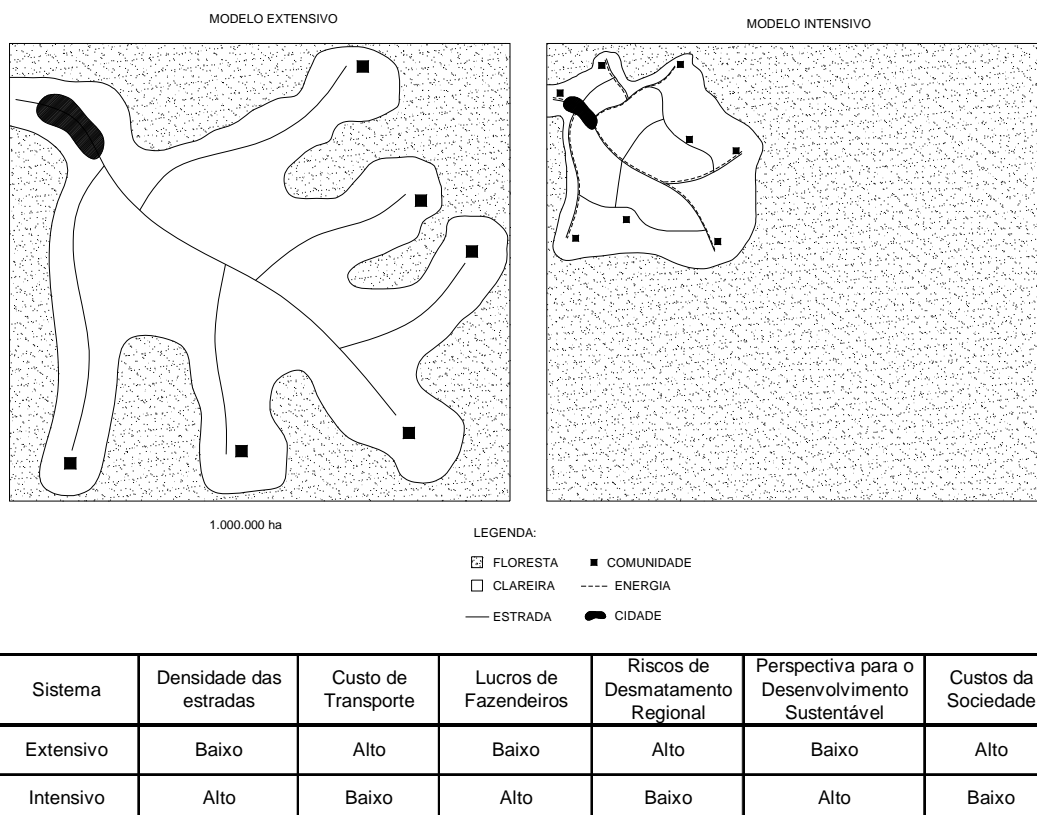 MODELO EXTENSIVO
MODELO INTENSIVO
1.000.000 ha
LEGENDA:
FLORESTA
COMUNIDADE
CLAREIRA
ENERGIA
ESTRADA
CIDADE
Sistema
Densidade das
estradas
Custo de
Transporte
Lucros de
Fazendeiros
Riscos de
Desmatamento
Regional
Perspectiva para o
Desenvolvimento
Sustentável
Custos da
Sociedade
Extensivo Baixo Alto Baixo Alto Baixo Alto
Intensivo Alto Baixo Alto Baixo Alto Baixo